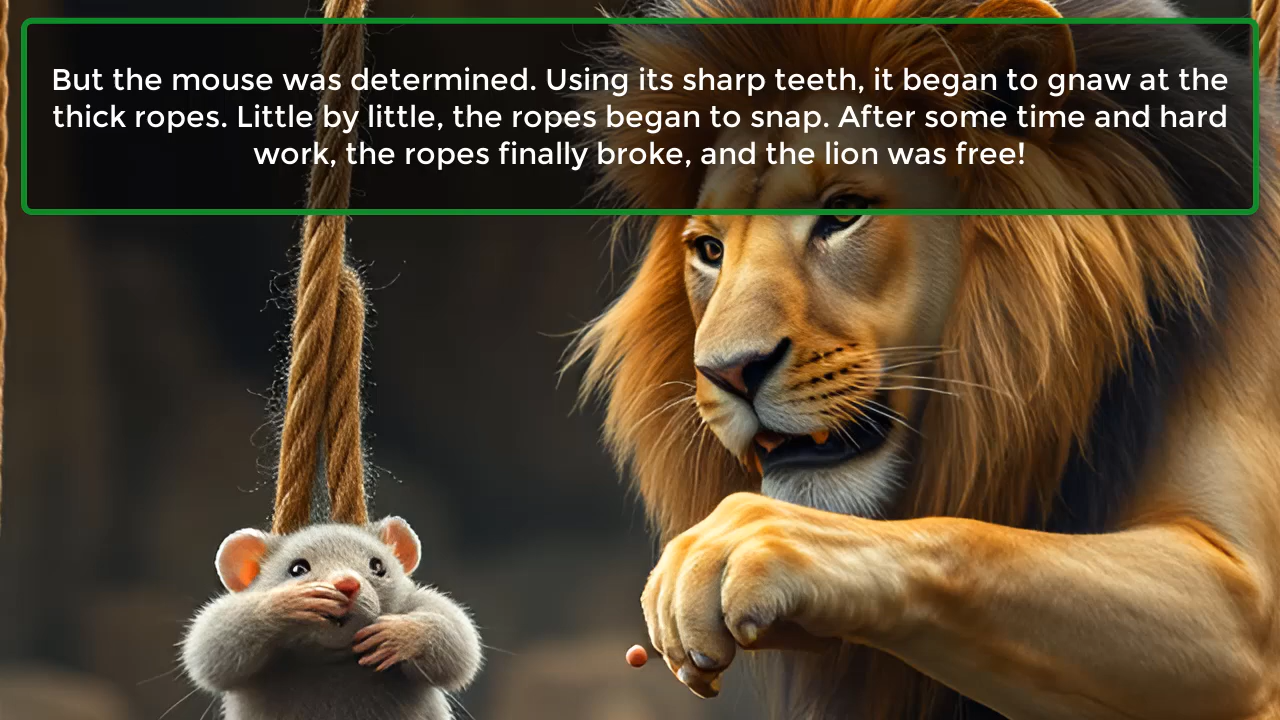 But the mouse was determined. Using its sharp teeth, it began to gnaw at the
thick ropes. Little by little, the ropes began to snap. After some time and hard
work, the ropes finally broke, and the lion was free!